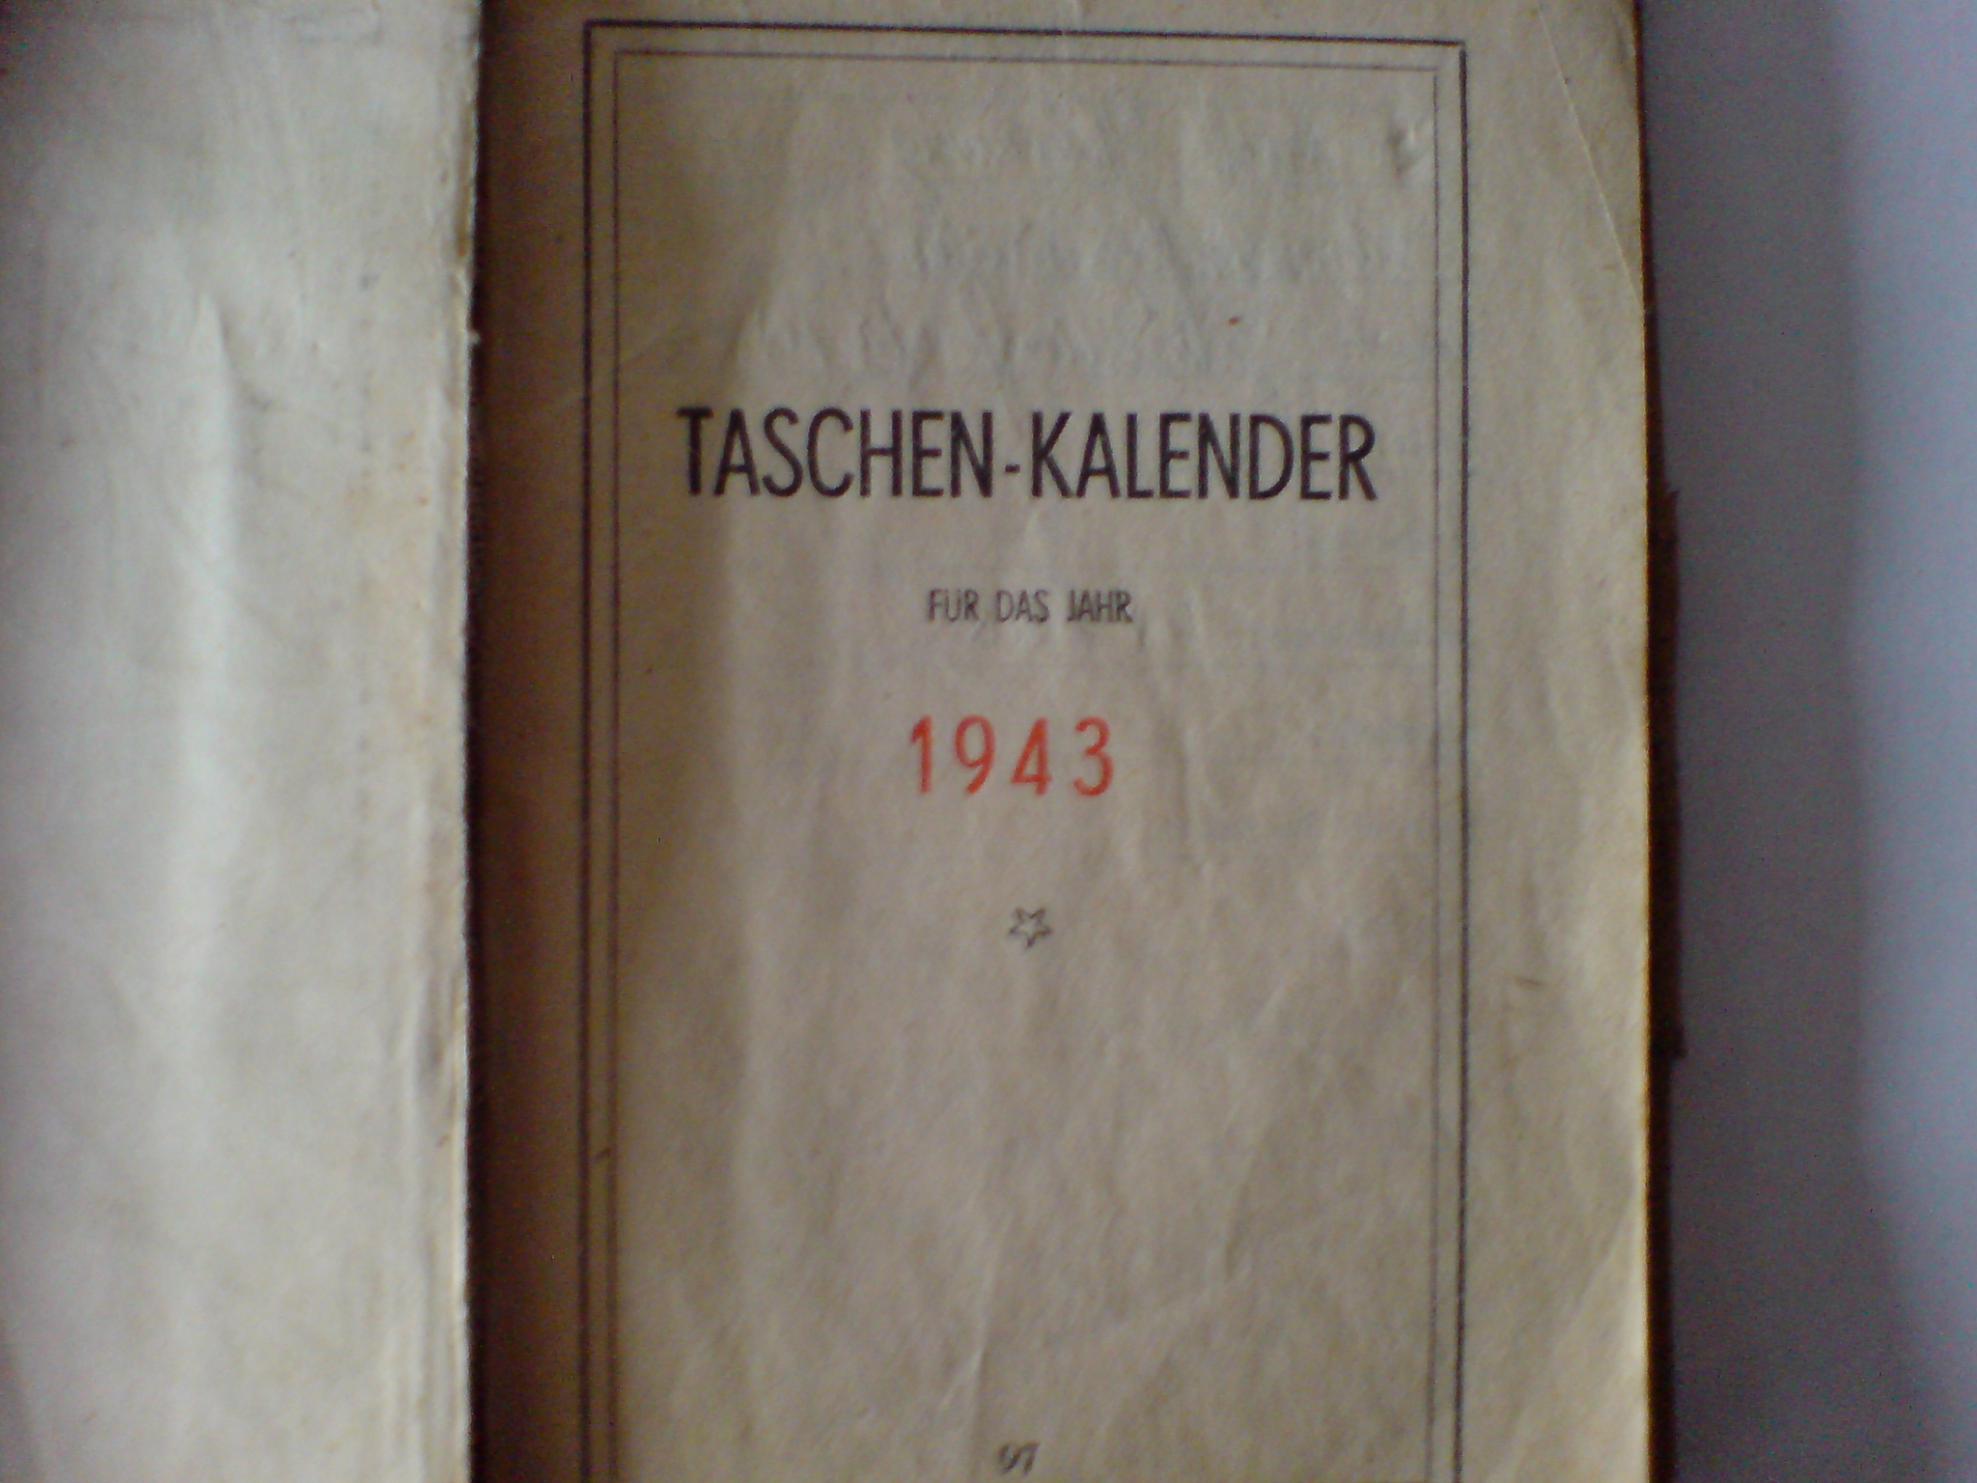 TASCHEN-KALENDER
FÜR DAS JAHR
1943